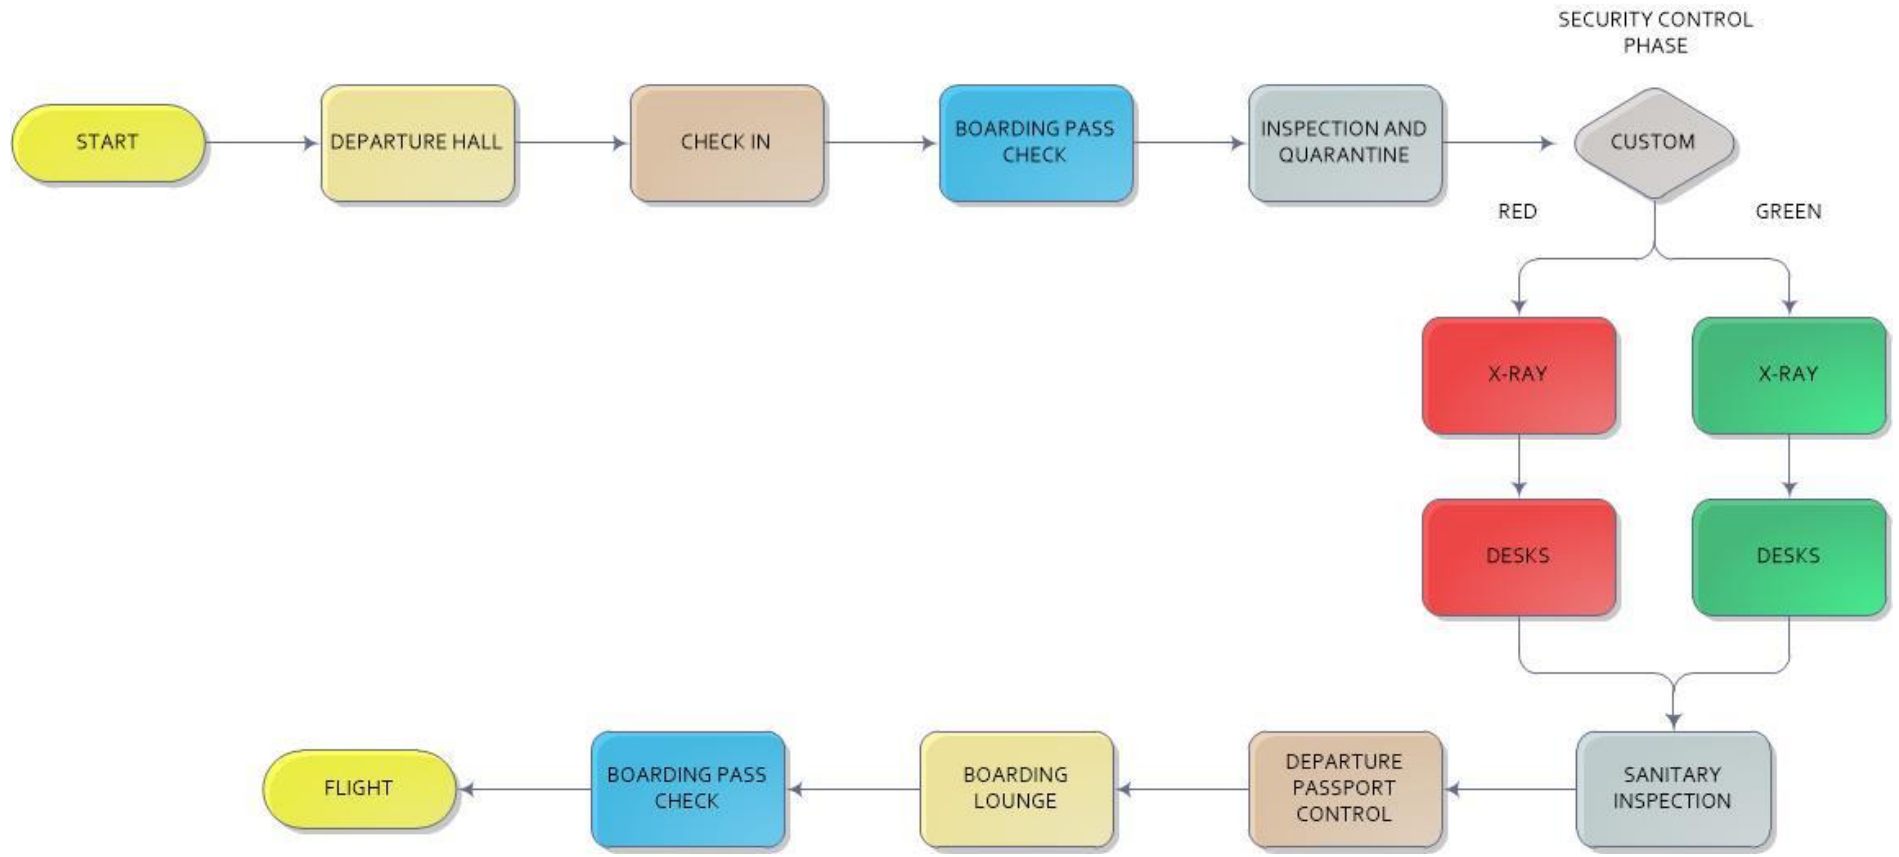 SECURITY CONTROL
PHASE
START
DEPARTURE HALL
CHECK IN
BOARDING PASS
CHECK
INSPECTION AND
QUARANTINE
CUSTOM
RED
GREEN
X-RAY
X-RAY
DESKS
DESKS
SANITARY
INSPECTION
DEPARTURE
PASSPORT
CONTROL
BOARDING
LOUNGE
BOARDING PASS
CHECK
FLIGHT